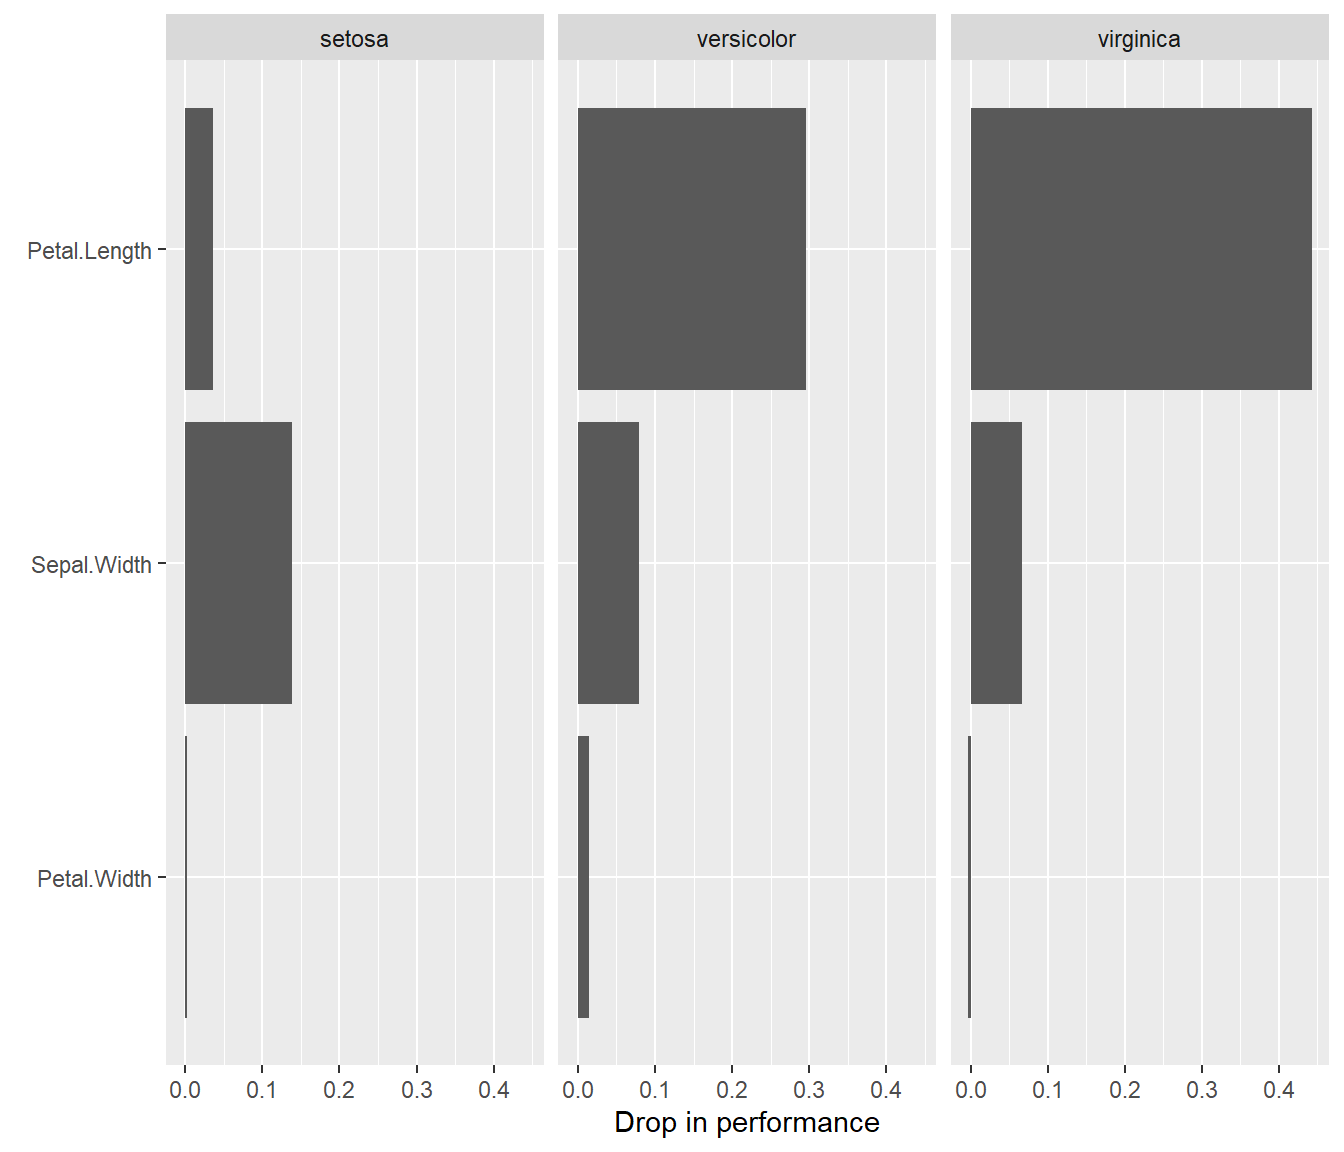 setosa versicolor virginica
Petal.Length
Sepal.Width
Petal.Width
0.0 0.1 0.2 0.3 0.4 0.0 0.1 0.2 0.3 0.4 0.0 0.1 0.2 0.3 0.4
Drop in performance